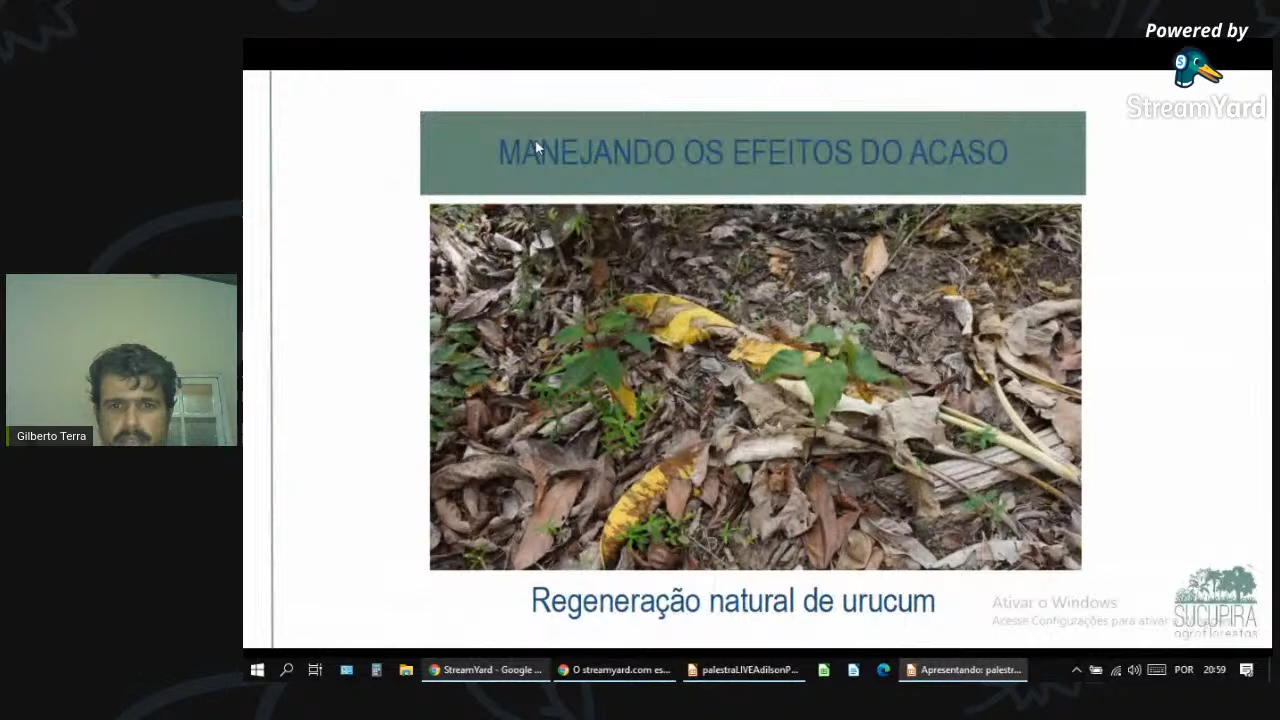 Powered by
StreamYard
MANEJANDO OS EFEITOS DO ACASO
Gilberto Terra
Regeneração natural de urucum
Ativar o Windows
Acesse Configurações para ativar o
SUCUPIRA
agroflorestas
StreamYard - Google ...
O streamyard.com es...
palestraLIVEAdilsonP...
Apresentando: palestr...
POR
20:59